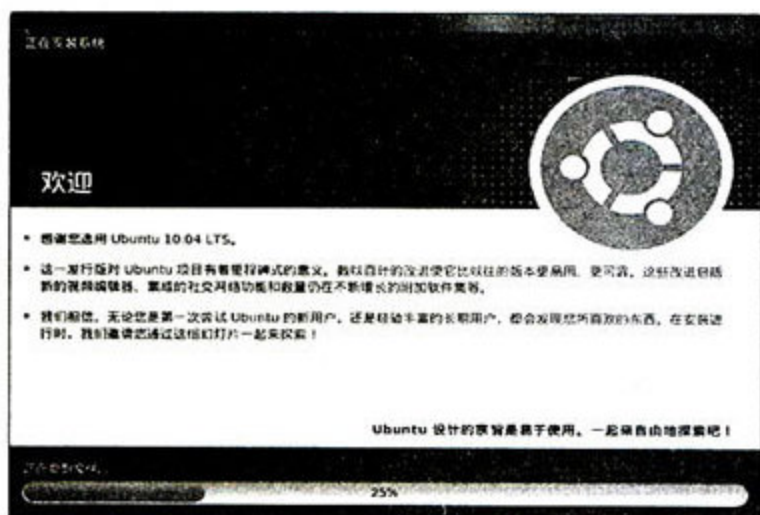 正在安装系统
欢迎
• 感谢您选用 Ubuntu 10.04 LTS。
• 这一发行版对 Ubuntu 项目有着里程碑式的意义。数以百计的改进使它比以往的版本更易用、更可靠。这些改进包括
新的视频编辑器、集成的社交网络功能和数量仍在不断增长的附加软件集等。
• 我们相信，无论您是第一次尝试 Ubuntu 的新用户，还是经验丰富的长期用户，都会发现您所喜欢的东西。在安装进
行时，我们邀请您通过这组幻灯片一起来探索！
Ubuntu 设计的宗旨是易于使用。一起来自由地探索吧！
正在复制文件
25%